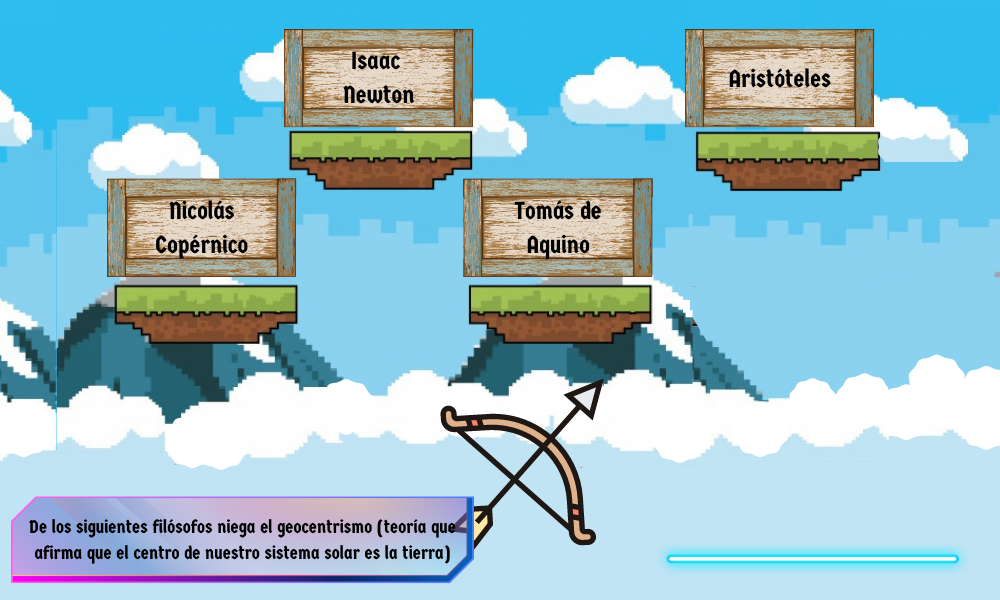 Isaac
Newton
Aristóteles
Nicolás
Copérnico
Tomás de
Aquino
De los siguientes filósofos niega el geocentrismo (teoría que
afirma que el centro de nuestro sistema solar es la tierra)